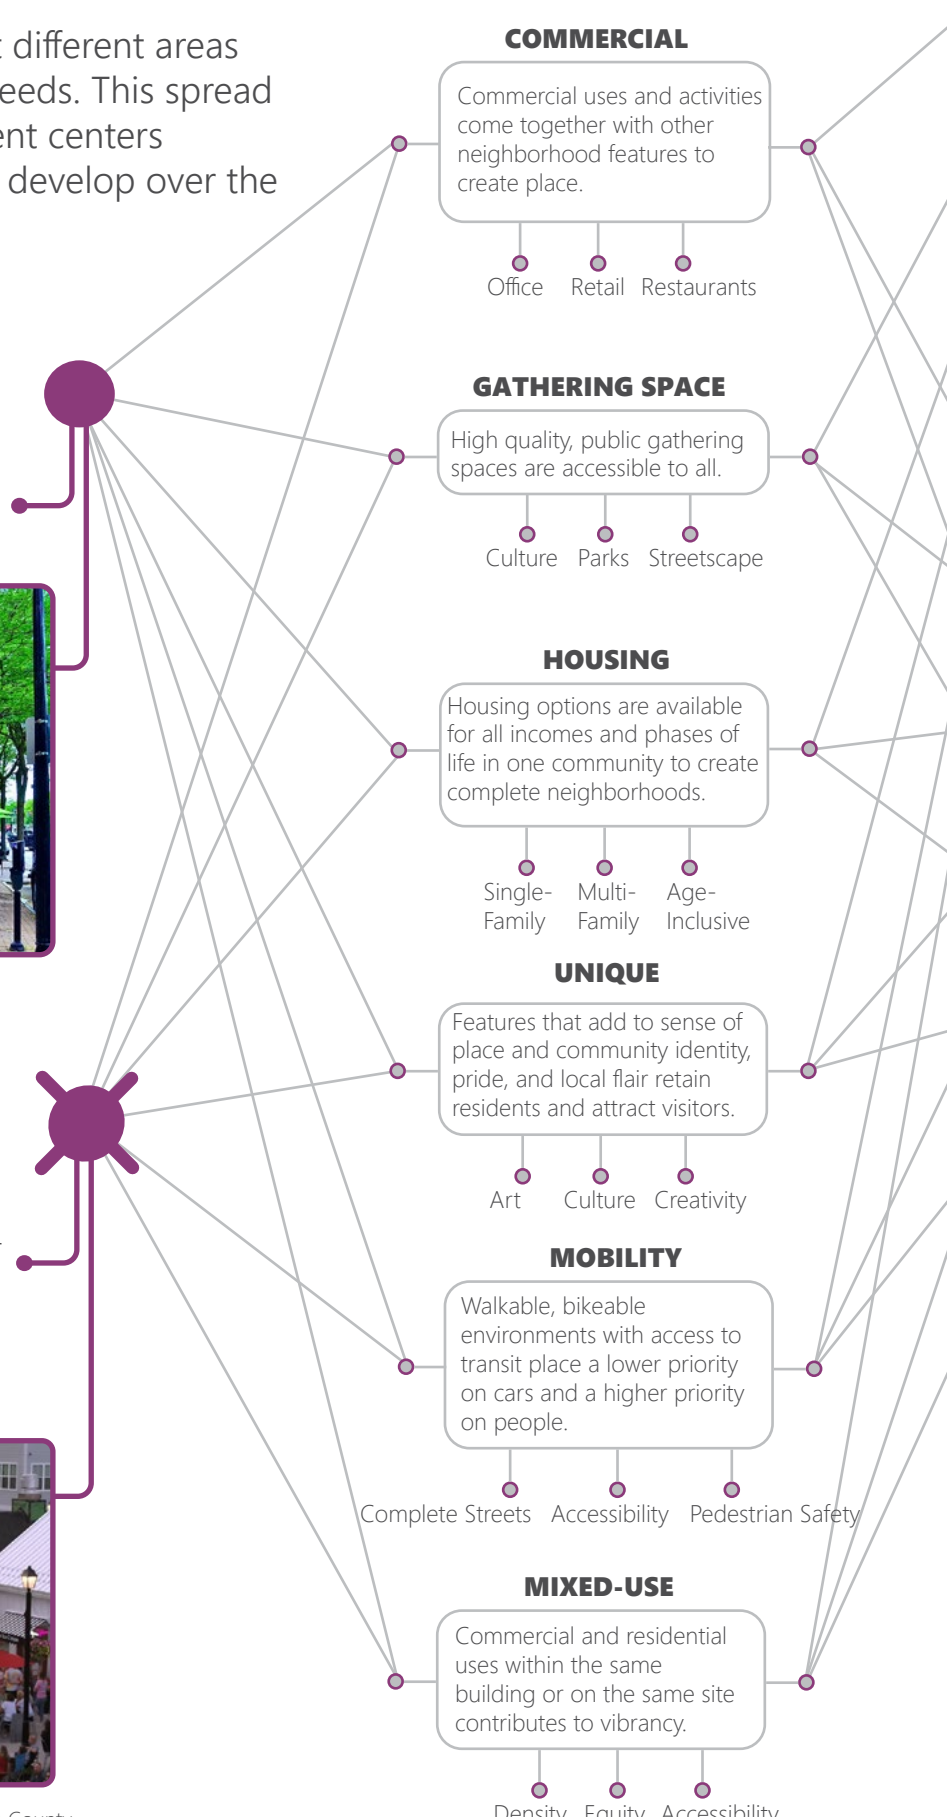 different areas
This spread
centers
develop over the
COMMERCIAL
Commercial uses and activities
come together with other
neighborhood features to
create place.
Office Retail Restaurants
GATHERING SPACE
High quality, public gathering
spaces are accessible to all.
Culture Parks Streetscape
HOUSING
Housing options are available
for all incomes and phases of
life in one community to create
complete neighborhoods.
Single- Multi- Age-
Family Family Inclusive
UNIQUE
Features that add to sense of
place and community identity,
pride, and local flair retain
residents and attract visitors.
Art Culture Creativity
MOBILITY
Walkable, bikeable
environments with access to
transit place a lower priority
on cars and a higher priority
on people.
Complete Streets Accessibility Pedestrian Safety
MIXED-USE
Commercial and residential
uses within the same
building or on the same site
contributes to vibrancy.
Density Equity Accessibility
County